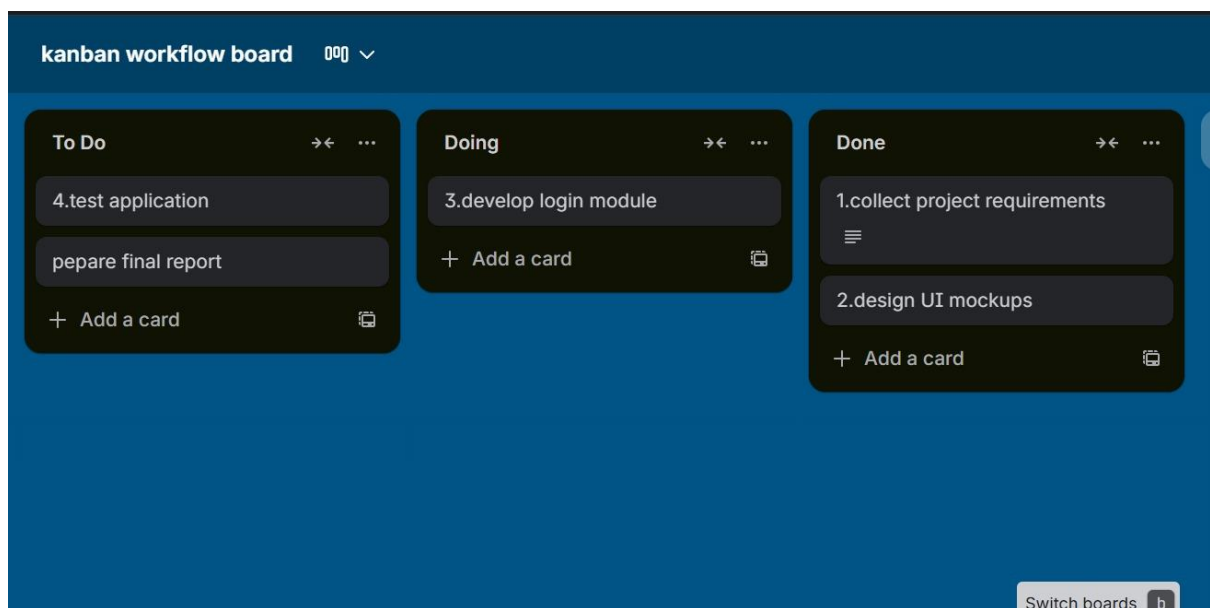 kanban workflow board
To Do
4.test application
pepare final report
Add a card
Doing
3.develop login module
Add a card
Done
1.collect project requirements
2.design UI mockups
Add a card
Switch boards b